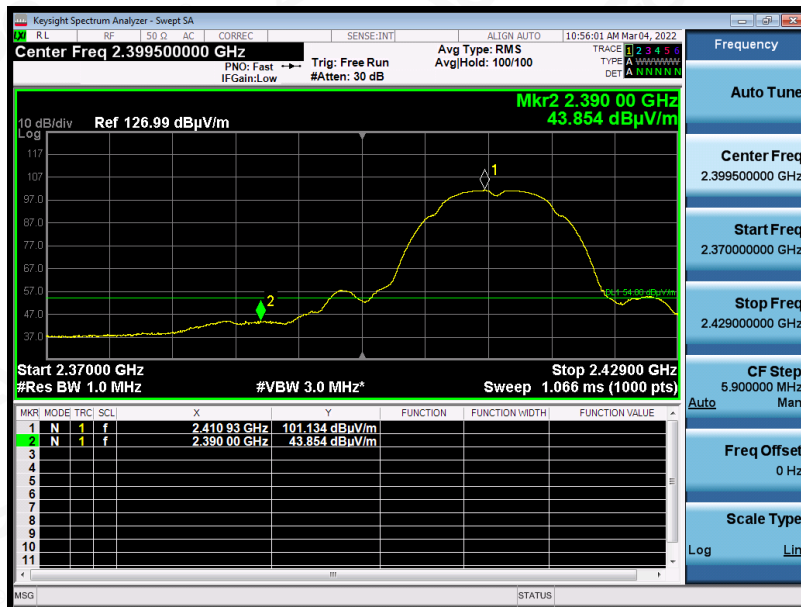 Keysight Spectrum Analyzer - Swept SA
LXI RL RF 50 Ω AC CORREC SENSE:INT ALIGN AUTO 10:56:01 AM Mar 04, 2022
Center Freq 2.399500000 GHz
PNO: Fast
IFGain:Low
Trig: Free Run
#Atten: 30 dB
Avg Type: RMS
Avg|Hold: 100/100
TRACE 1 2 3 4 5 6
TYPE A WWWWW
DET A N N N N N
Mkr2 2.390 00 GHz
43.854 dBµV/m
10 dB/div Ref 126.99 dBµV/m
Log
117
107
97.0
87.0
77.0
67.0
57.0
47.0
37.0
1
2
DL1 54.00 dBµV/m
Start 2.37000 GHz Stop 2.42900 GHz
#Res BW 1.0 MHz #VBW 3.0 MHz* Sweep 1.066 ms (1000 pts)
MKR MODE TRC SCL X Y FUNCTION FUNCTION WIDTH FUNCTION VALUE
1 N 1 f 2.410 93 GHz 101.134 dBµV/m
2 N 1 f 2.390 00 GHz 43.854 dBµV/m
3
4
5
6
7
8
9
10
11
MSG STATUS
Frequency
Auto Tune
Center Freq
2.399500000 GHz
Start Freq
2.370000000 GHz
Stop Freq
2.429000000 GHz
CF Step
5.900000 MHz
Auto Man
Freq Offset
0 Hz
Scale Type
Log Lin